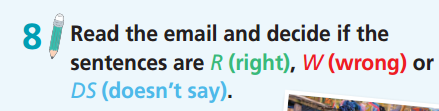 8 Read the email and decide if the
sentences are R (right), W (wrong) or
DS (doesn't say).